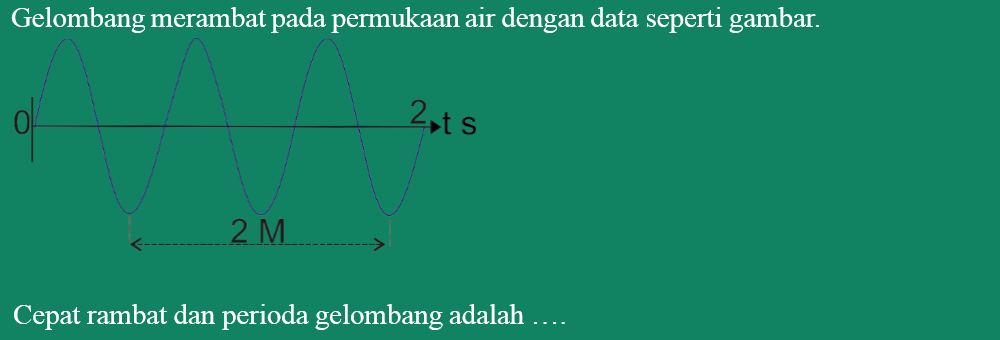 Gelombang merambat pada permukaan air dengan data seperti gambar.
0
2
t s
2 M
Cepat rambat dan perioda gelombang adalah ....